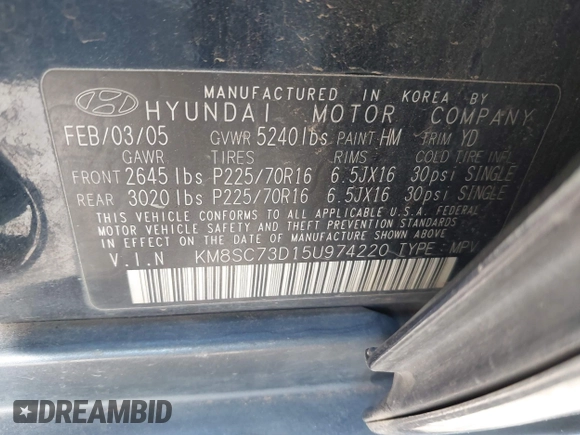 MANUFACTURED IN KOREA BY
HYUNDAI MOTOR COMPANY
FEB/03/05 GVWR 5240lbs PAINT HM TRIM YD
GAWR TIRES RIMS COLD TIRE INFL
FRONT 2645 lbs P225/70R16 6.5JX16 30psi SINGLE
REAR 3020 lbs P225/70R16 6.5JX16 30psi SINGLE
THIS VEHICLE CONFORMS TO ALL APPLICABLE U.S.A. FEDERAL
MOTOR VEHICLE SAFETY AND THEFT PREVENTION STANDARDS
IN EFFECT ON THE DATE OF MANUFACTURE SHOWN ABOVE.
V.I.N KM8SC73D15U974220 TYPE : MPV
DREAMBID